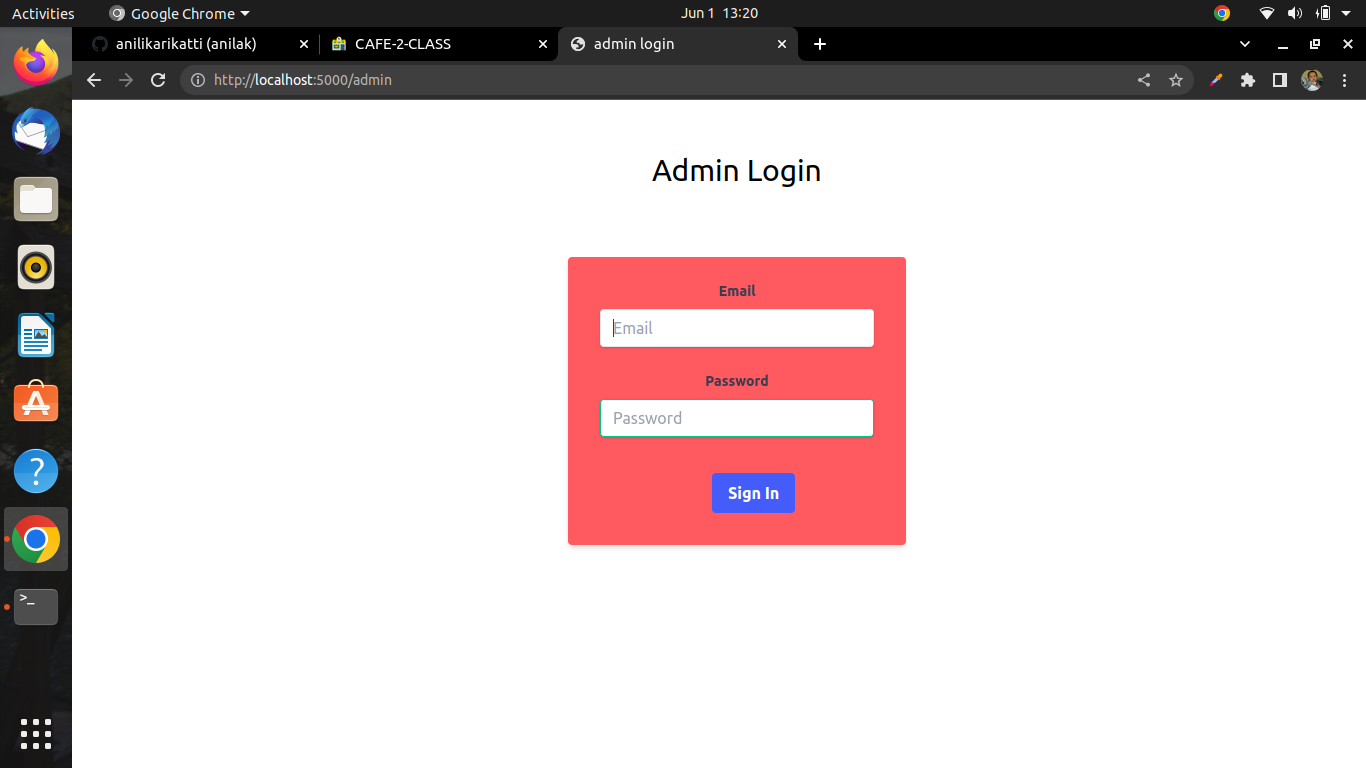 Activities
Google Chrome
Jun 1 13:20
anilikarikatti (anilak)
CAFE-2-CLASS
admin login
http://localhost:5000/admin
Admin Login
Email
Email
Password
Password
Sign In
>_